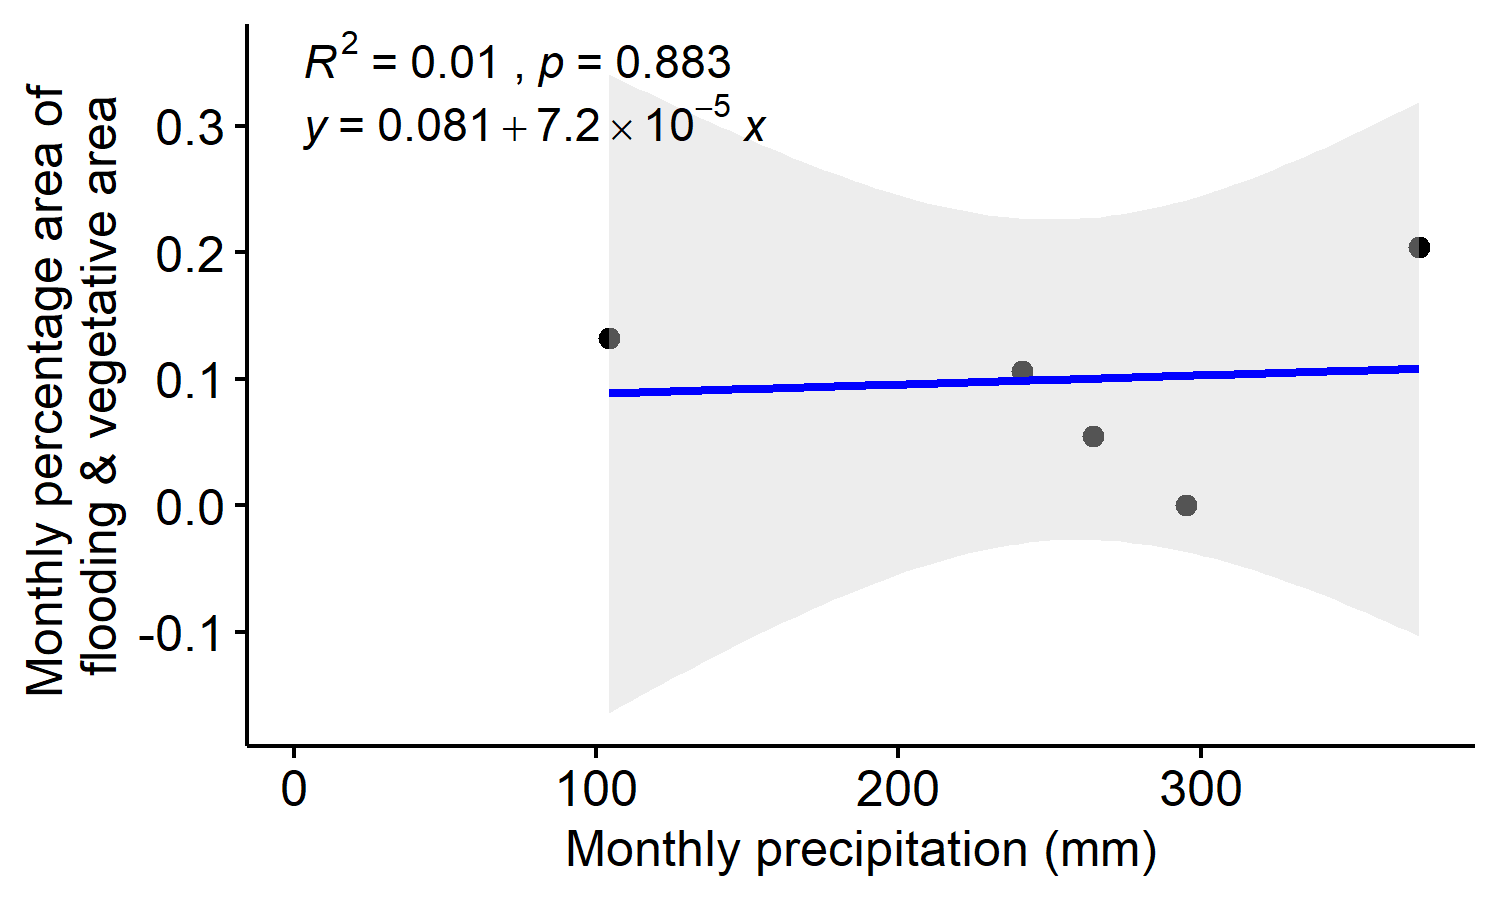 R² = 0.01 , p = 0.883
y = 0.081 + 7.2 × 10⁻⁵ x
Monthly percentage area of
flooding & vegetative area
0.3
0.2
0.1
0.0
-0.1
0 100 200 300
Monthly precipitation (mm)